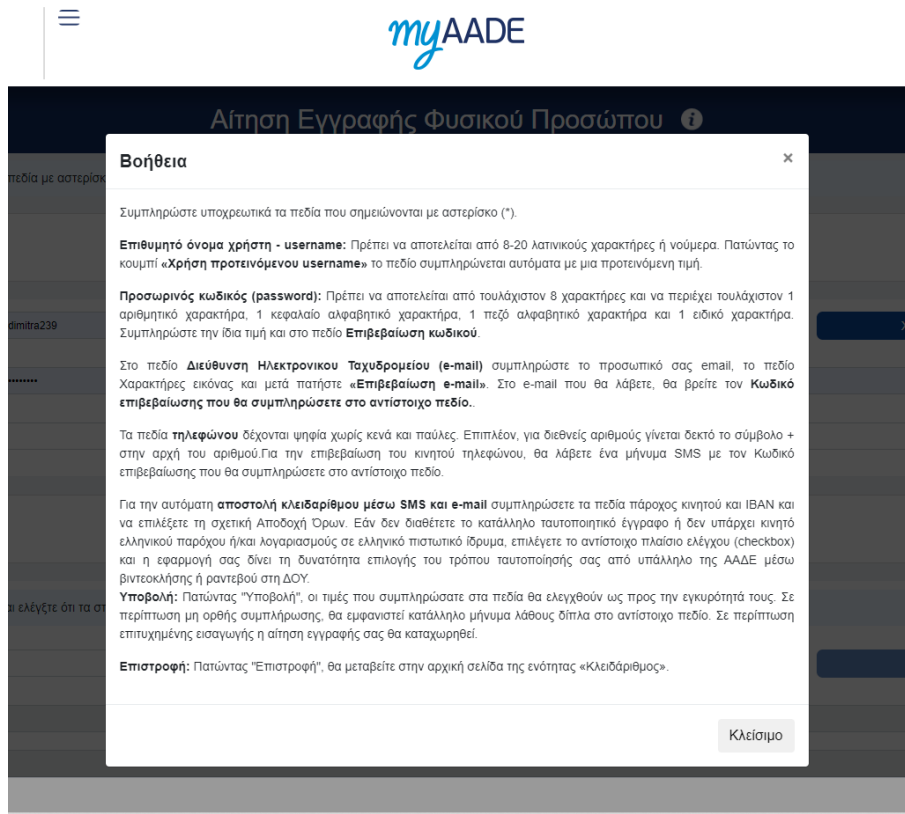 myAADE
Αίτηση Εγγραφής Φυσικού Προσώπου
Βοήθεια ×
πεδία με αστερίσκ
Συμπληρώστε υποχρεωτικά τα πεδία που σημειώνονται με αστερίσκο (*).
Επιθυμητό όνομα χρήστη - username: Πρέπει να αποτελείται από 8-20 λατινικούς χαρακτήρες ή νούμερα. Πατώντας το
κουμπί «Χρήση προτεινόμενου username» το πεδίο συμπληρώνεται αυτόματα με μια προτεινόμενη τιμή.
Προσωρινός κωδικός (password): Πρέπει να αποτελείται από τουλάχιστον 8 χαρακτήρες και να περιέχει τουλάχιστον 1
αριθμητικό χαρακτήρα, 1 κεφαλαίο αλφαβητικό χαρακτήρα, 1 πεζό αλφαβητικό χαρακτήρα και 1 ειδικό χαρακτήρα.
Συμπληρώστε την ίδια τιμή και στο πεδίο Επιβεβαίωση κωδικού.
dimitra239
Στο πεδίο Διεύθυνση Ηλεκτρονικου Ταχυδρομείου (e-mail) συμπληρώστε το προσωπικό σας email, το πεδίο
Χαρακτήρες εικόνας και μετά πατήστε «Επιβεβαίωση e-mail». Στο e-mail που θα λάβετε, θα βρείτε τον Κωδικό
επιβεβαίωσης που θα συμπληρώσετε στο αντίστοιχο πεδίο..
Τα πεδία τηλεφώνου δέχονται ψηφία χωρίς κενά και παύλες. Επιπλέον, για διεθνείς αριθμούς γίνεται δεκτό το σύμβολο +
στην αρχή του αριθμού.Για την επιβεβαίωση του κινητού τηλεφώνου, θα λάβετε ένα μήνυμα SMS με τον Κωδικό
επιβεβαίωσης που θα συμπληρώσετε στο αντίστοιχο πεδίο.
Για την αυτόματη αποστολή κλειδαρίθμου μέσω SMS και e-mail συμπληρώσετε τα πεδία πάροχος κινητού και IBAN και
να επιλέξετε τη σχετική Αποδοχή Όρων. Εάν δεν διαθέτετε το κατάλληλο ταυτοποιητικό έγγραφο ή δεν υπάρχει κινητό
ελληνικού παρόχου ή/και λογαριασμούς σε ελληνικό πιστωτικό ίδρυμα, επιλέγετε το αντίστοιχο πλαίσιο ελέγχου (checkbox)
και η εφαρμογή σας δίνει τη δυνατότητα επιλογής του τρόπου ταυτοποίησής σας από υπάλληλο της ΑΑΔΕ μέσω
βιντεοκλήσης ή ραντεβού στη ΔΟΥ.
Υποβολή: Πατώντας "Υποβολή", οι τιμές που συμπληρώσατε στα πεδία θα ελεγχθούν ως προς την εγκυρότητά τους. Σε
περίπτωση μη ορθής συμπλήρωσης, θα εμφανιστεί κατάλληλο μήνυμα λάθους δίπλα στο αντίστοιχο πεδίο. Σε περίπτωση
επιτυχημένης εισαγωγής η αίτηση εγγραφής σας θα καταχωρηθεί.
αι ελέγξτε ότι τα στ
Επιστροφή: Πατώντας "Επιστροφή", θα μεταβείτε στην αρχική σελίδα της ενότητας «Κλειδάριθμος».
Κλείσιμο